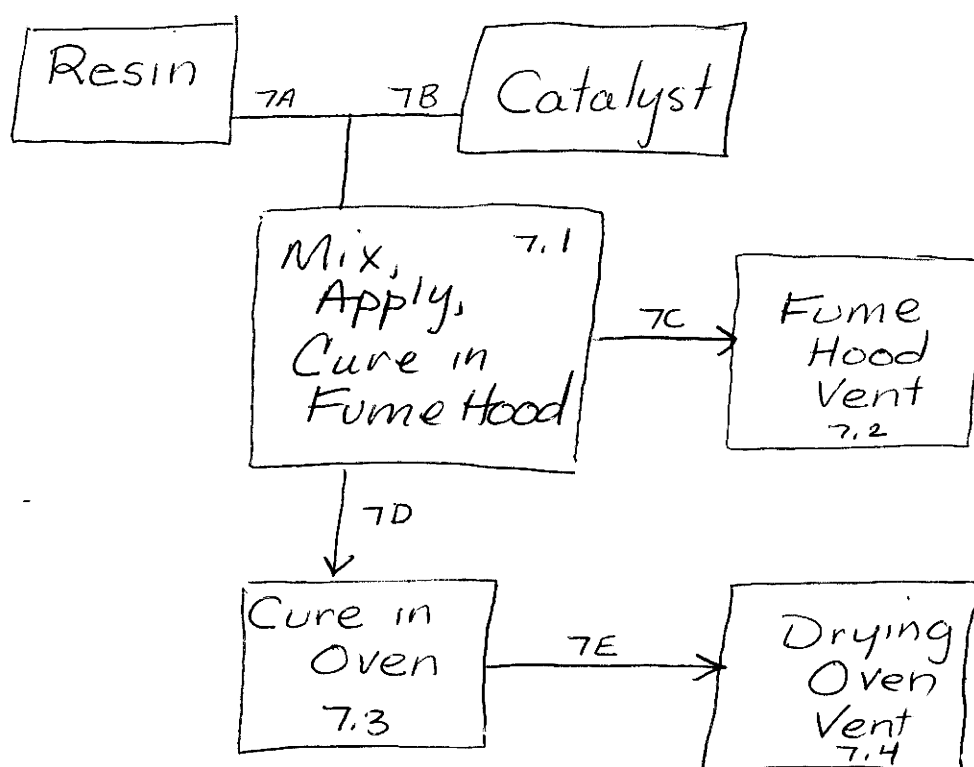 Resin
7A
7B
Catalyst
Mix,
7.1
Apply,
Cure in
Fume Hood
7C
Fume
Hood
Vent
7.2
7D
Cure in
Oven
7.3
7E
Drying
Oven
Vent
7.4